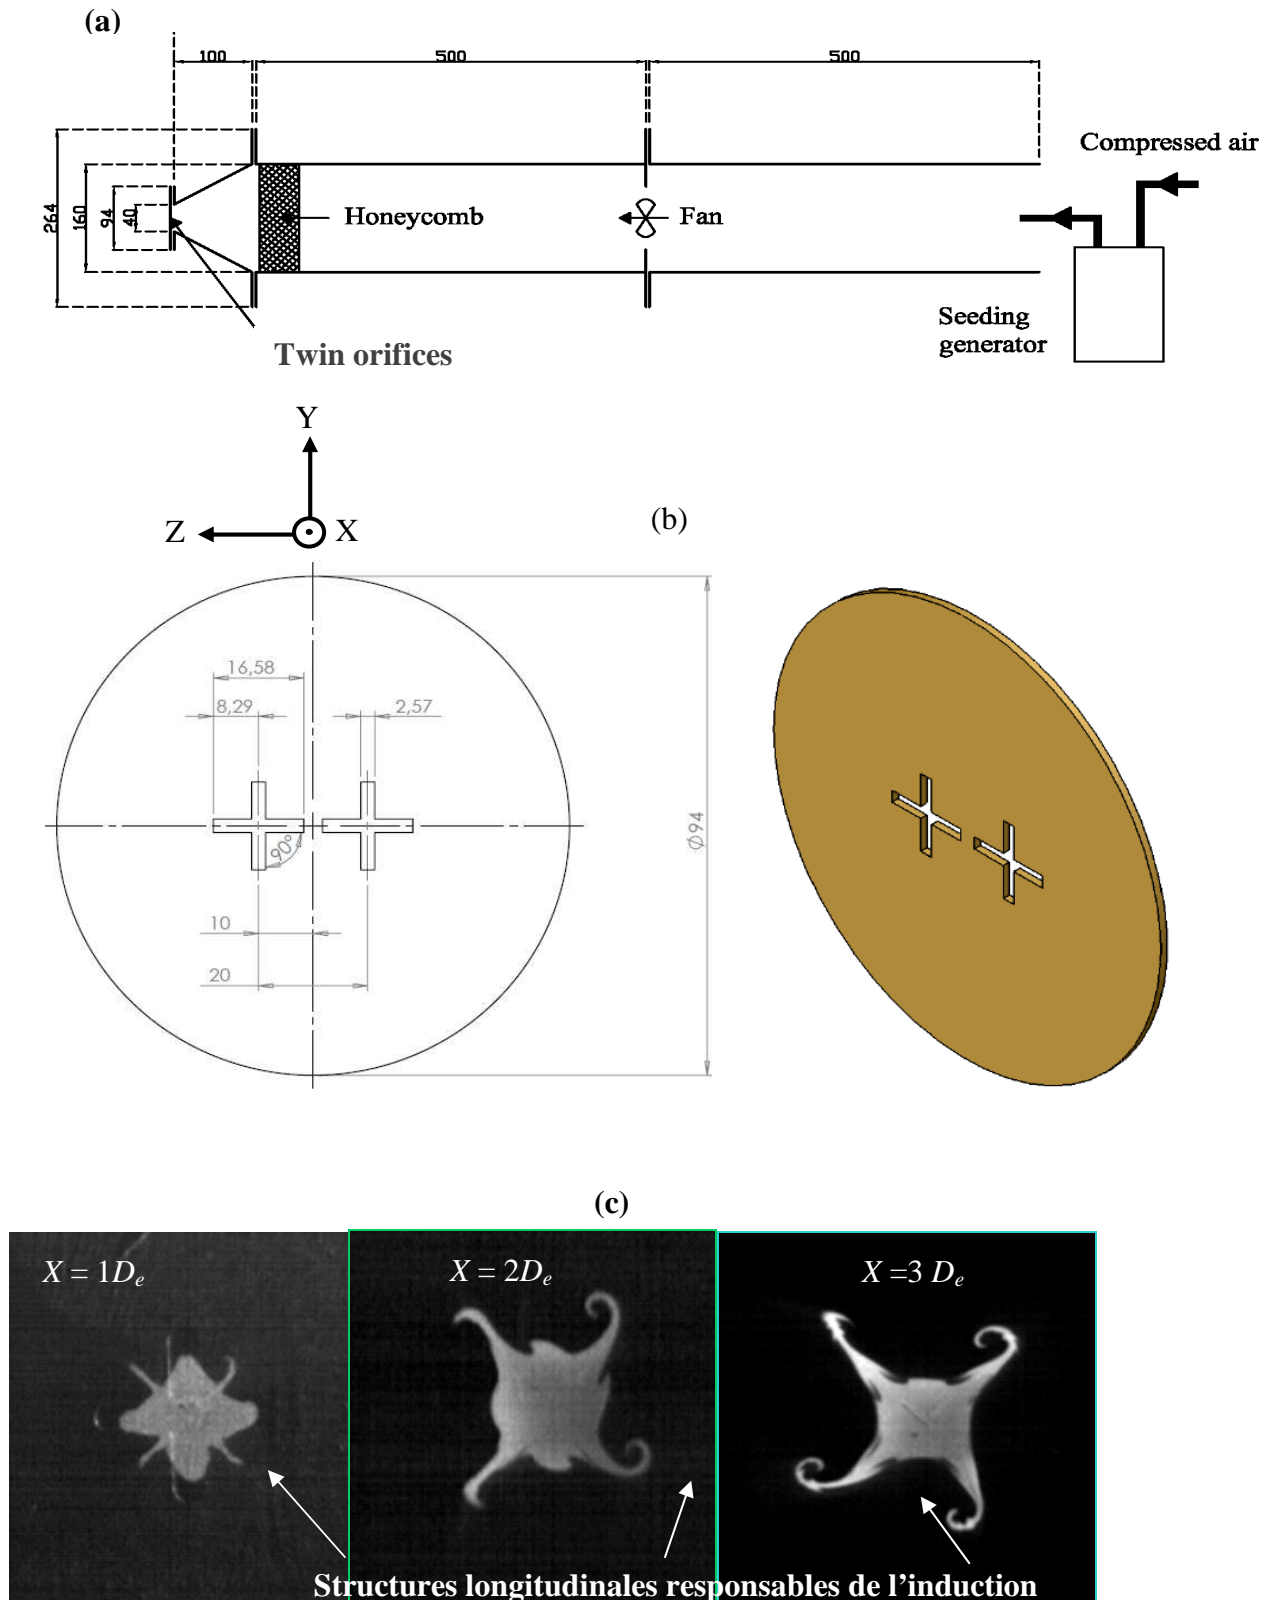 (a)
100
500
500
264
160
94
40
Honeycomb
Fan
Compressed air
Seeding
generator
Twin orifices
Y
Z
X
(b)
16,58
8,29
2,57
90°
10
20
Ø94
(c)
X = 1De
X = 2De
X =3 De
Structures longitudinales responsables de l'induction